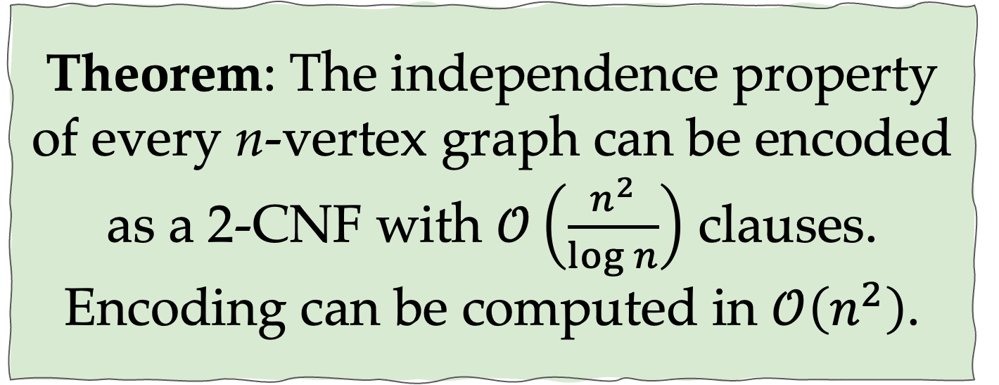 Theorem: The independence property
of every n-vertex graph can be encoded
as a 2-CNF with 𝒪(n²/log n) clauses.
Encoding can be computed in 𝒪(n²).